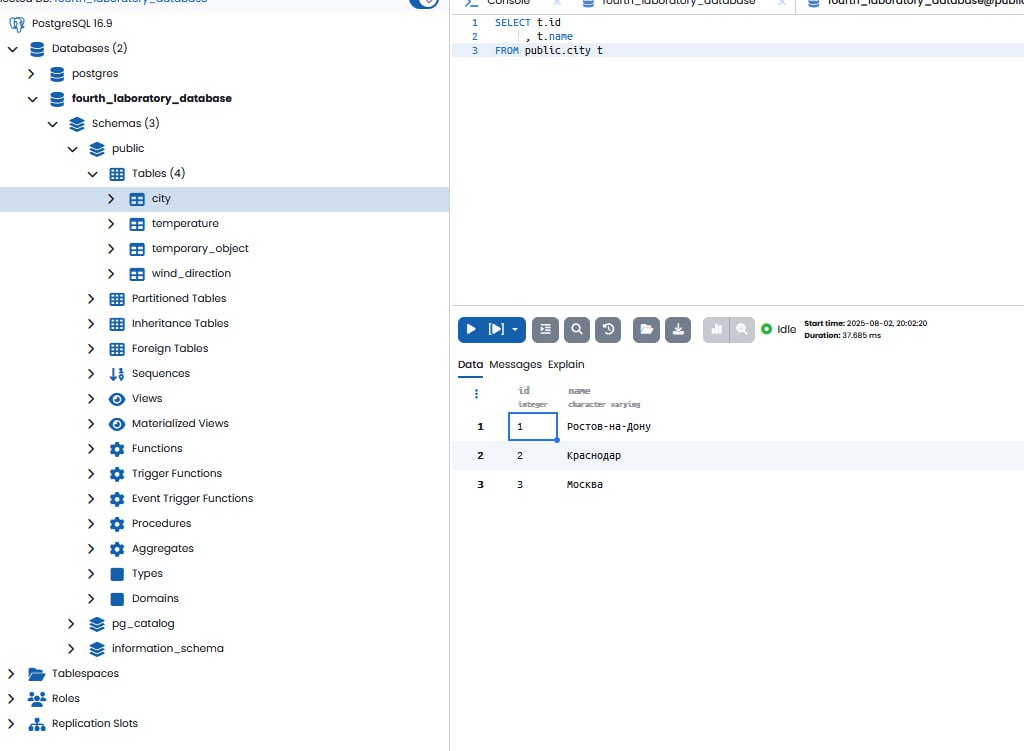 fourth_laboratory_database
PostgreSQL 16.9
Databases (2)
postgres
fourth_laboratory_database
Schemas (3)
public
Tables (4)
city
temperature
temporary_object
wind_direction
Partitioned Tables
Inheritance Tables
Foreign Tables
Sequences
Views
Materialized Views
Functions
Trigger Functions
Event Trigger Functions
Procedures
Aggregates
Types
Domains
pg_catalog
information_schema
Tablespaces
Roles
Replication Slots
Console
fourth_laboratory_database
fourth_laboratory_database@public
1 SELECT t.id
2 , t.name
3 FROM public.city t
Idle
Start time: 2025-08-02, 20:02:20
Duration: 37.685 ms
Data Messages Explain
id name
integer character varying
1 1 Ростов-на-Дону
2 2 Краснодар
3 3 Москва